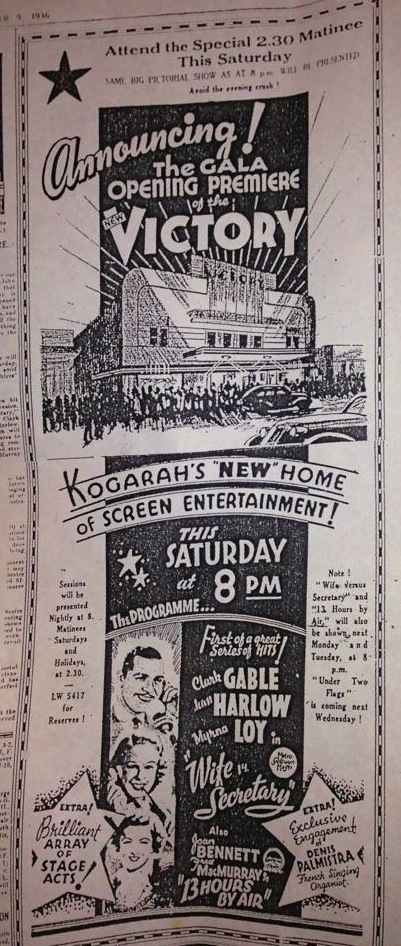 9, 1936
Attend the Special 2.30 Matinee
This Saturday
SAME BIG PICTORIAL SHOW AS AT 8 p.m. WILL BE PRESENTED
Avoid the evening crush!
Announcing!
The GALA
OPENING PREMIERE
of the
NEW
VICTORY
KOGARAH'S "NEW" HOME
OF SCREEN ENTERTAINMENT!
THIS
SATURDAY
at 8 PM
The PROGRAMME...
Sessions
will be
presented
Nightly at 8.
Matinees
Saturdays
and
Holidays,
at 2.30.
LW 5417
for
Reserves!
First of a great
Series of HITS!
Clark GABLE
Jean HARLOW
Myrna LOY in
"Wife vs.
Secretary"
Metro
Goldwyn
Mayer
Also
Joan
BENNETT
Fred
MacMURRAY'S
"13 HOURS
BY AIR"
Note!
"Wife Versus
Secretary" and
"13 Hours by
Air," will also
be shown next
Monday and
Tuesday, at 8
p.m.
"Under Two
Flags"
is coming next
Wednesday!
EXTRA!
Brilliant
ARRAY
OF
STAGE
ACTS!
EXTRA!
Exclusive
Engagement
of
DENIS
PALMISTRA
French Singing
Organist.